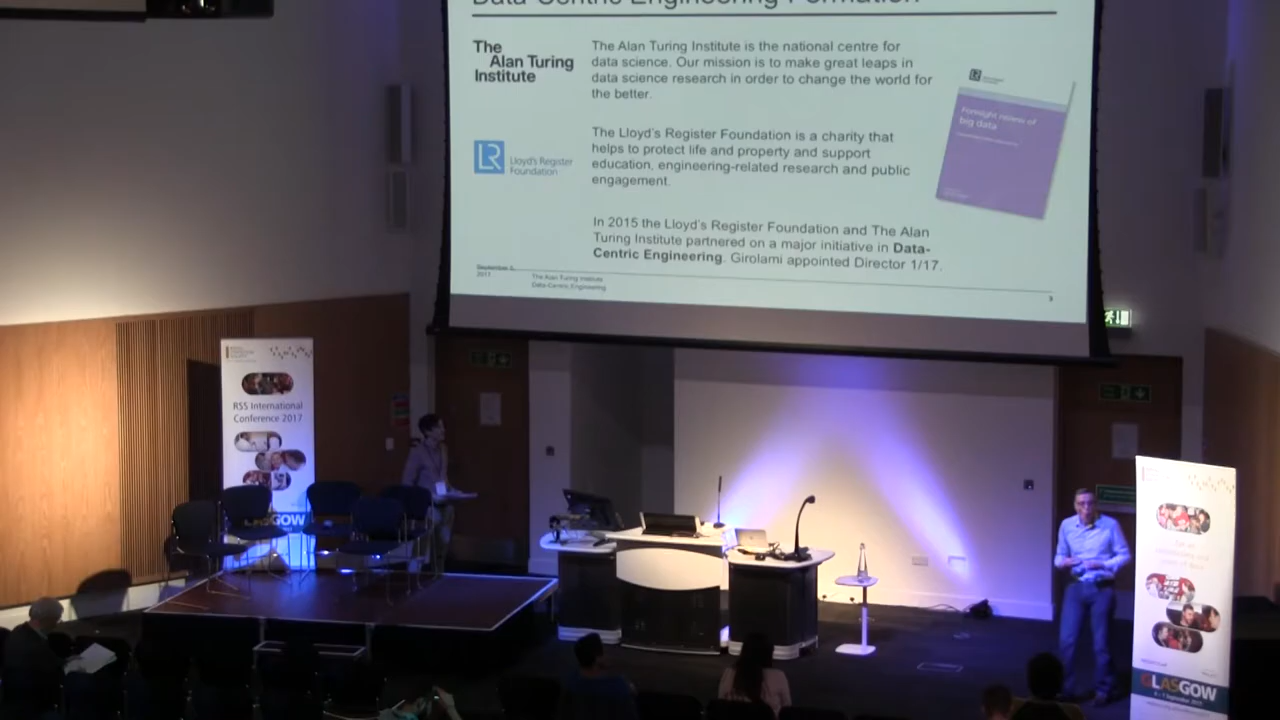 Data-Centric Engineering Formation
The
Alan Turing
Institute
The Alan Turing Institute is the national centre for
data science. Our mission is to make great leaps in
data science research in order to change the world for
the better.
Foresight review of
big data
LR
Lloyd's Register
Foundation
The Lloyd's Register Foundation is a charity that
helps to protect life and property and support
education, engineering-related research and public
engagement.
In 2015 the Lloyd's Register Foundation and The Alan
Turing Institute partnered on a major initiative in Data-
Centric Engineering. Girolami appointed Director 1/17.
The Alan Turing Institute
Data-Centric Engineering
3
RSS International
Conference 2017
GLASGOW
GLASGOW